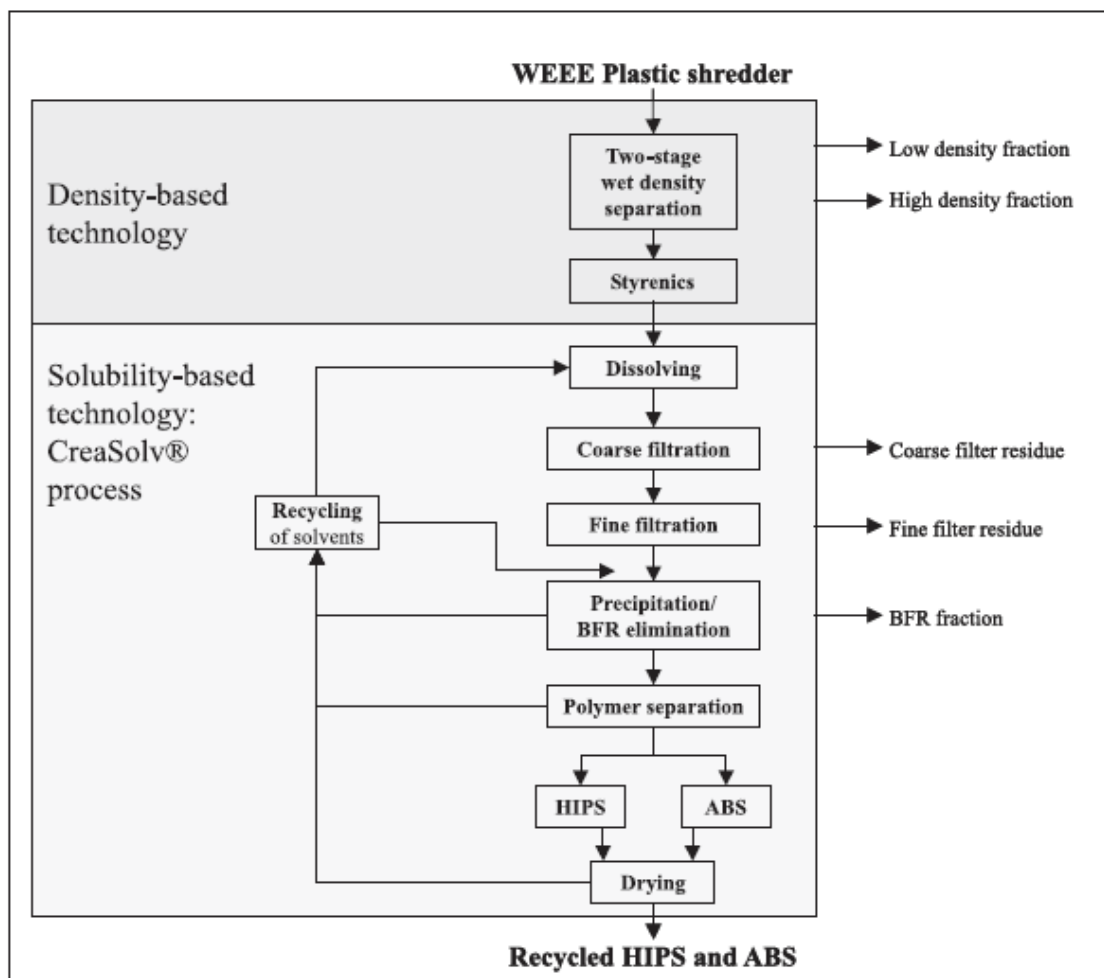 WEEE Plastic shredder
Density-based
technology
Two-stage
wet density
separation
Low density fraction
High density fraction
Styrenics
Solubility-based
technology:
CreaSolv®
process
Dissolving
Coarse filtration
Coarse filter residue
Recycling
of solvents
Fine filtration
Fine filter residue
Precipitation/
BFR elimination
BFR fraction
Polymer separation
HIPS
ABS
Drying
Recycled HIPS and ABS